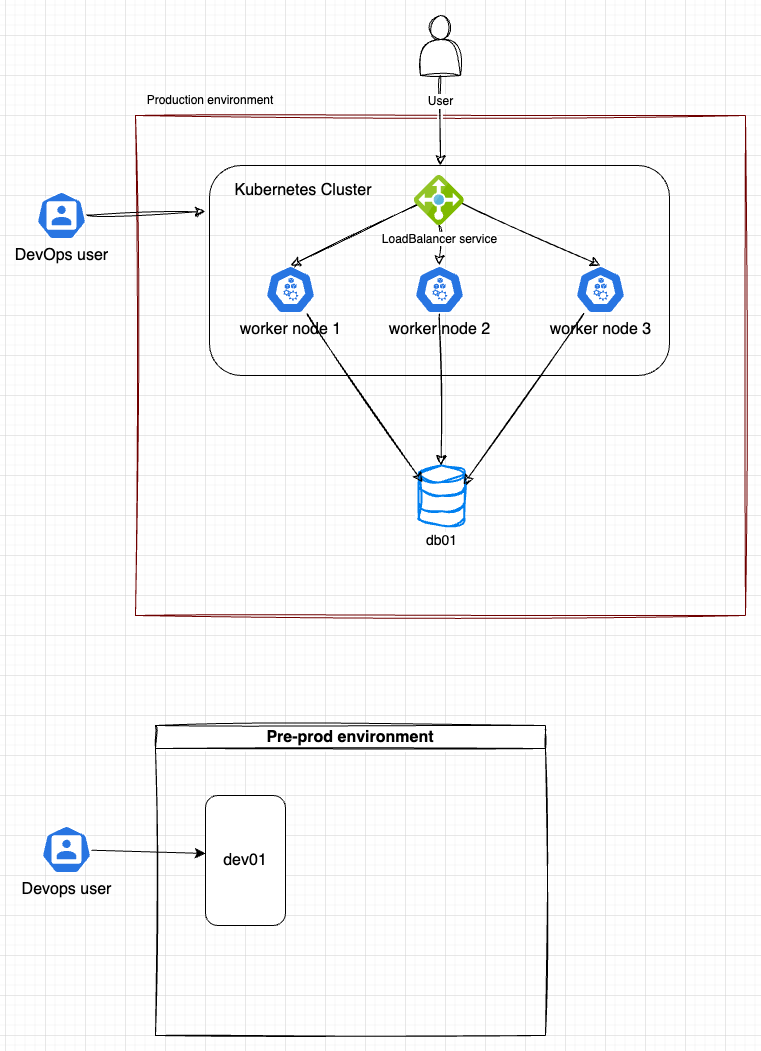 User
Production environment
Kubernetes Cluster
LoadBalancer service
DevOps user
worker node 1
worker node 2
worker node 3
db01
Pre-prod environment
dev01
Devops user